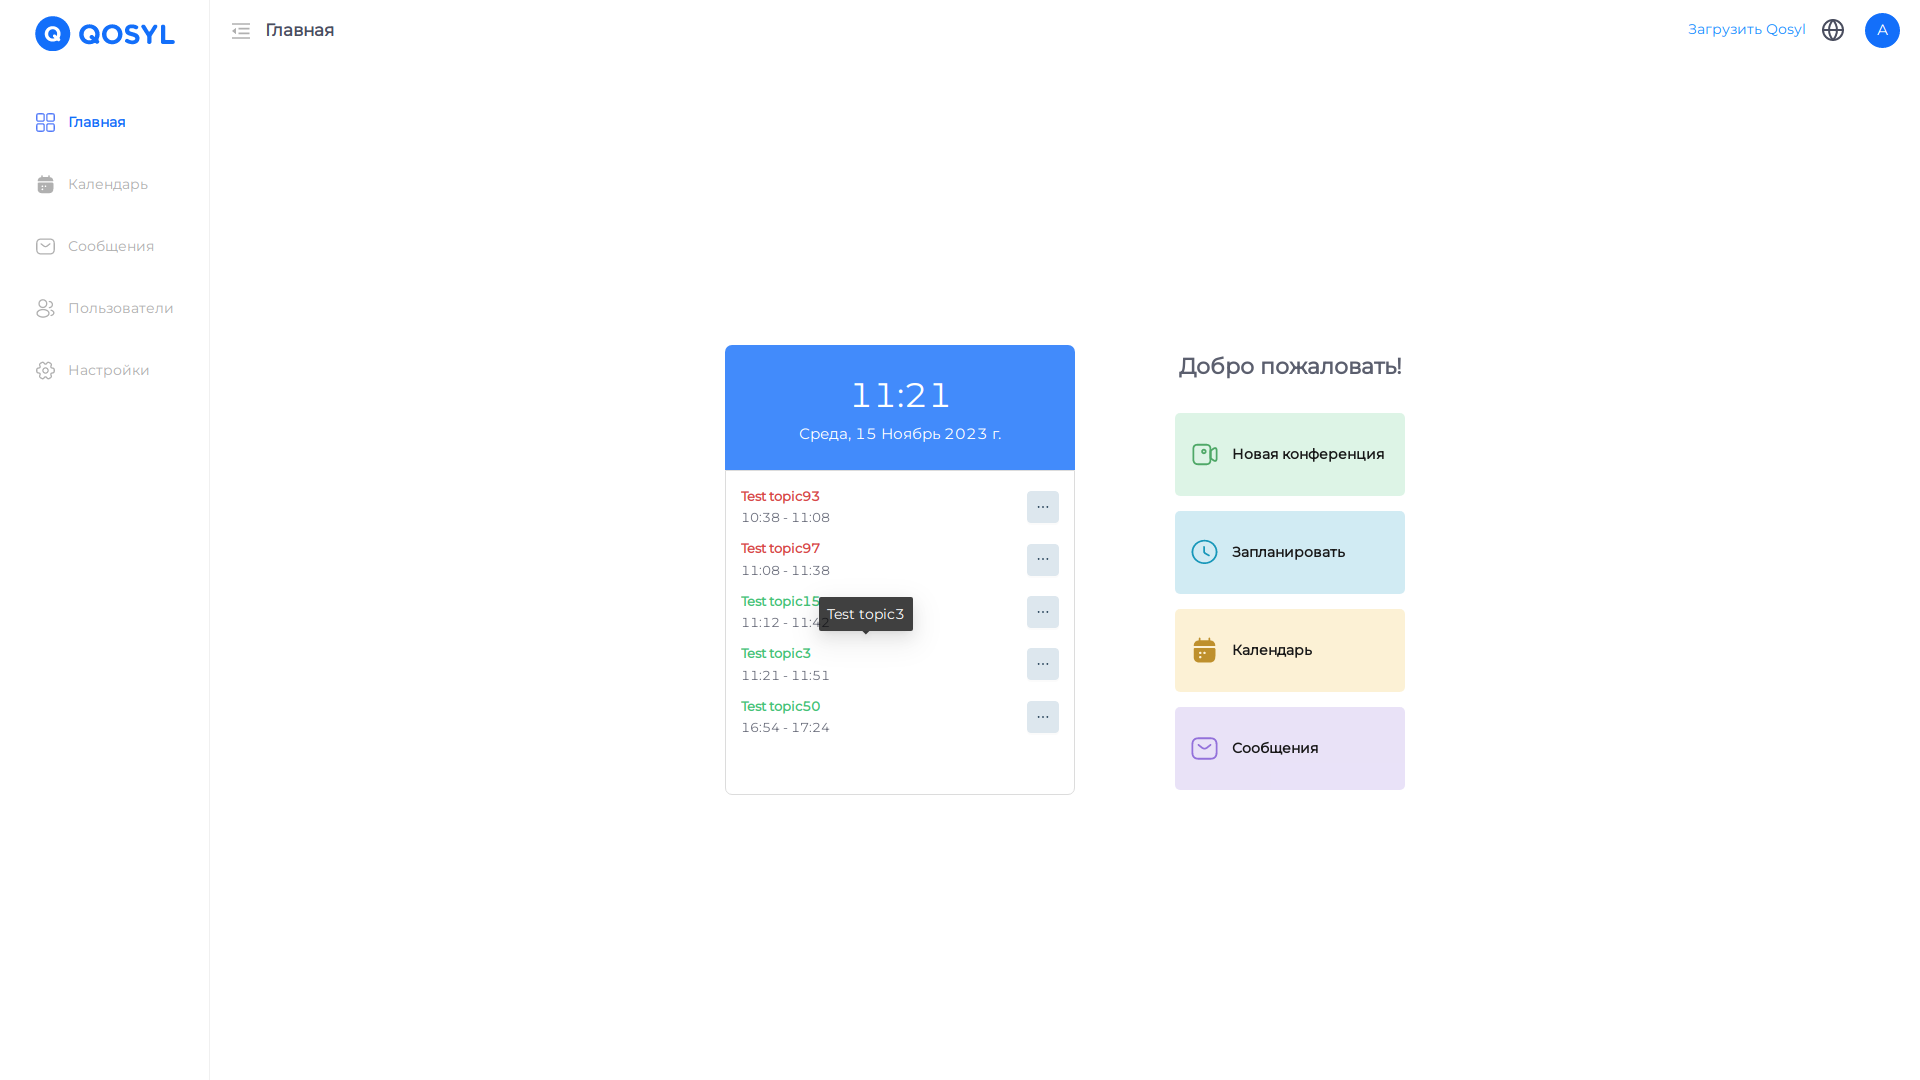 QOSYL
Главная
Загрузить Qosyl
A
Главная
Календарь
Сообщения
Пользователи
Настройки
11:21
Среда, 15 Ноябрь 2023 г.
Test topic93
10:38 - 11:08
Test topic97
11:08 - 11:38
Test topic15
11:12 - 11:42
Test topic3
Test topic3
11:21 - 11:51
Test topic50
16:54 - 17:24
Добро пожаловать!
Новая конференция
Запланировать
Календарь
Сообщения